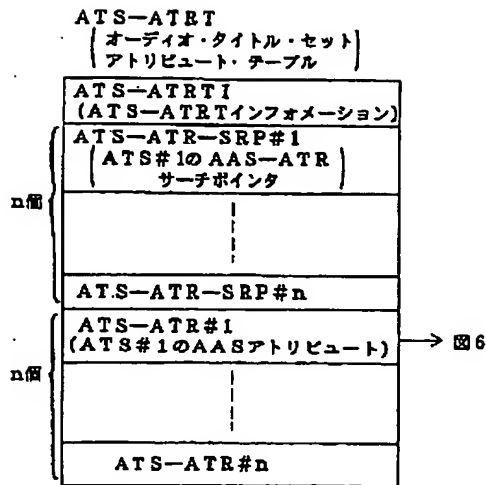 ATS—ATRT
(オーディオ・タイトル・セット
アトリビュート・テーブル)
ATS—ATRTI
(ATS—ATRTインフォメーション)
ATS—ATR—SRP#1
(ATS#1のAAS—ATR
サーチポインタ)
n個
ATS—ATR—SRP#n
ATS—ATR#1
(ATS#1のAASアトリビュート)
図6
n個
ATS—ATR#n